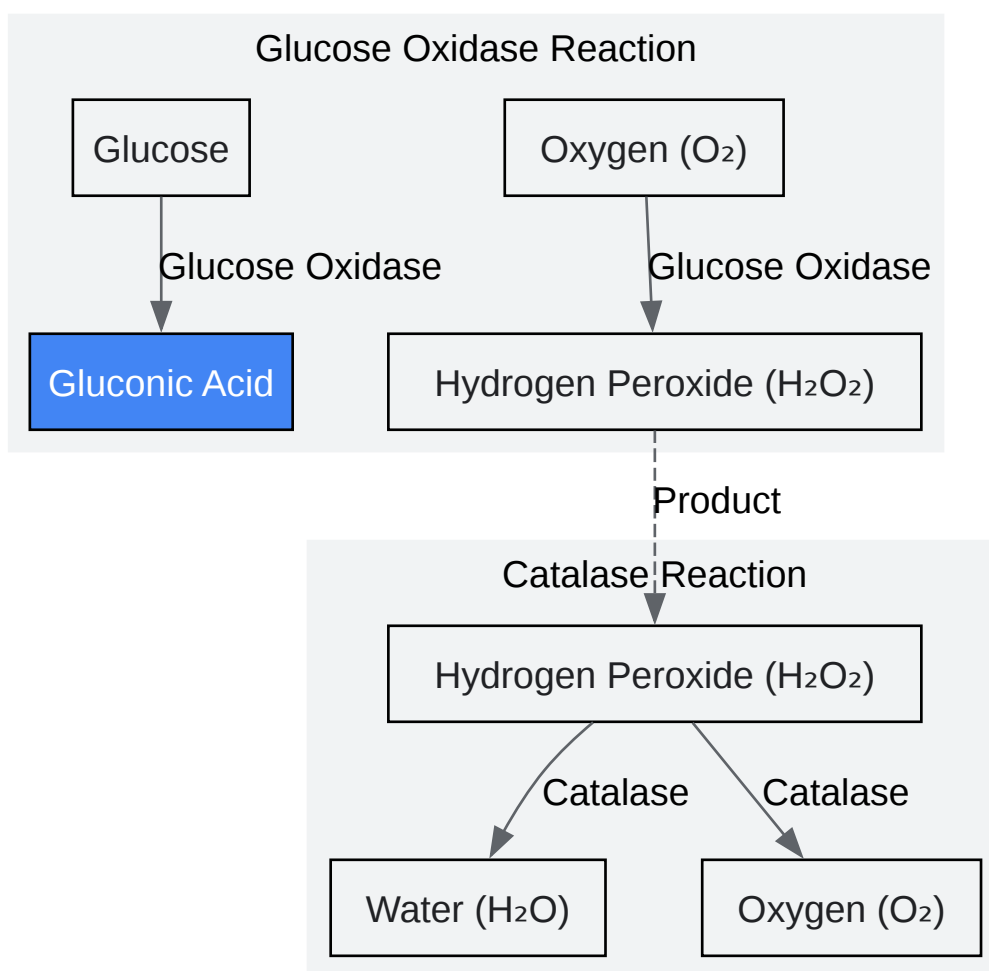 Glucose Oxidase Reaction
Glucose
Oxygen (O₂)
Glucose Oxidase
Glucose Oxidase
Gluconic Acid
Hydrogen Peroxide (H₂O₂)
Product
Catalase Reaction
Hydrogen Peroxide (H₂O₂)
Catalase
Catalase
Water (H₂O)
Oxygen (O₂)